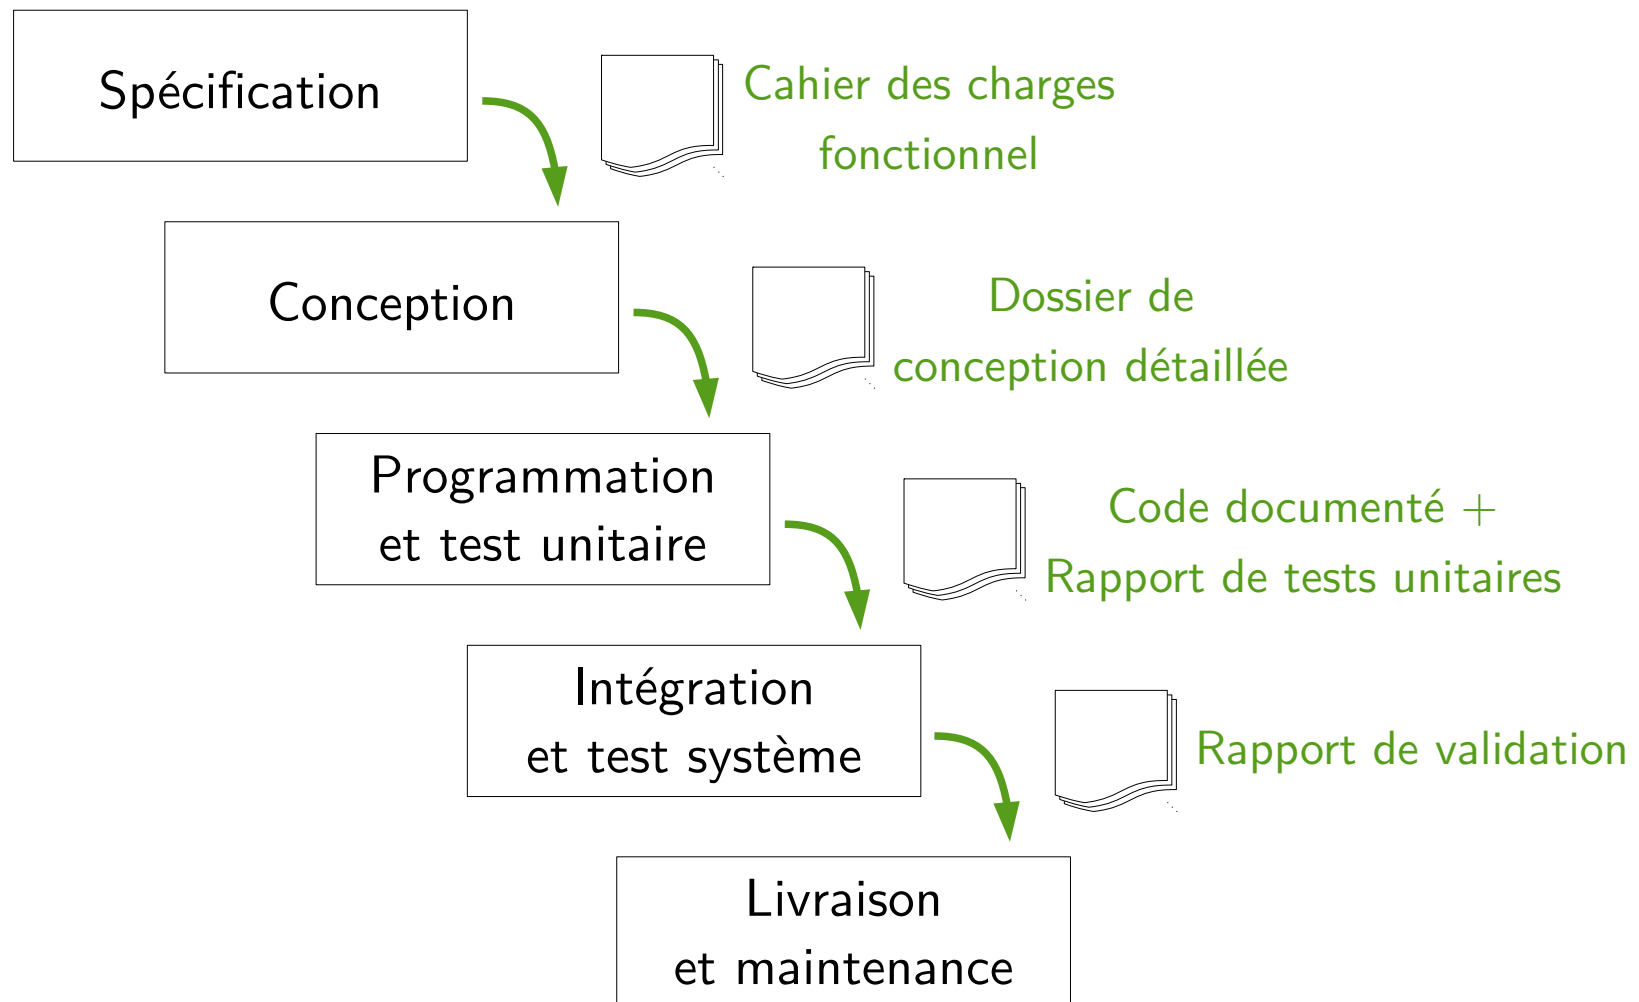 Spécification
Cahier des charges
fonctionnel
Conception
Dossier de
conception détaillée
Programmation
et test unitaire
Code documenté +
Rapport de tests unitaires
Intégration
et test système
Rapport de validation
Livraison
et maintenance